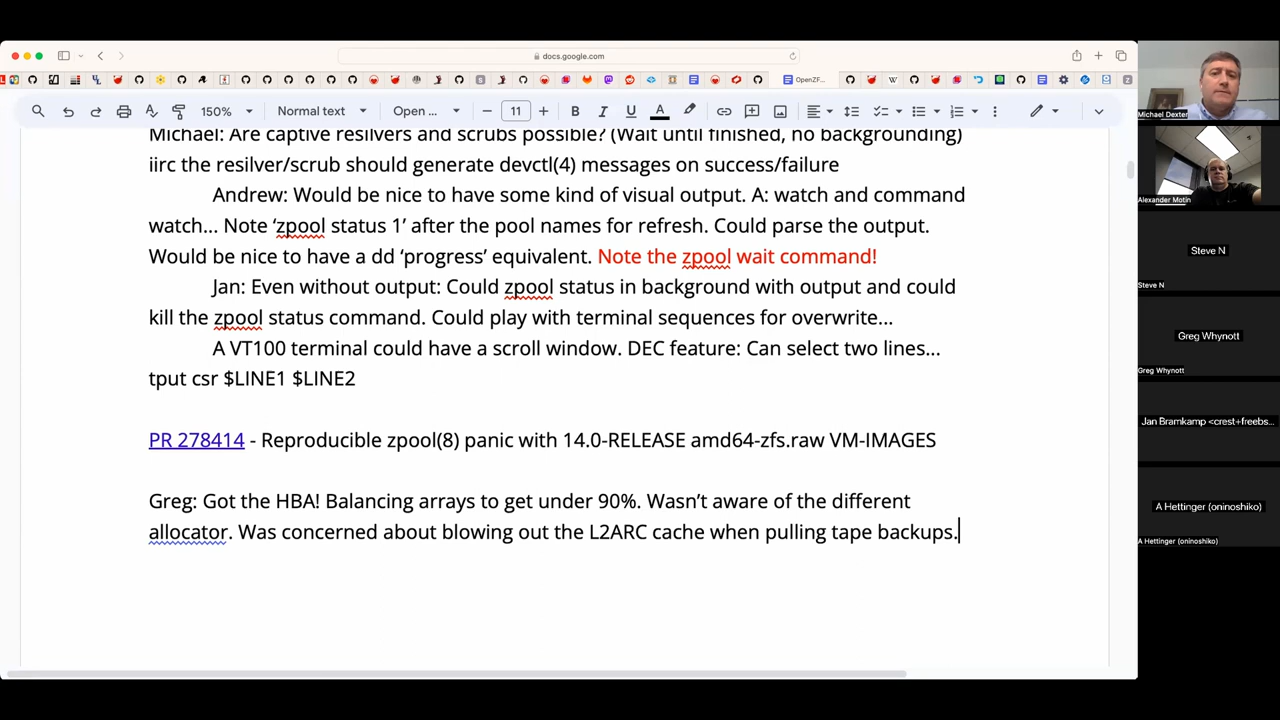 docs.google.com
OpenZF...
150%
Normal text
Open ...
11
Michael: Are captive resilvers and scrubs possible? (Wait until finished, no backgrounding)
iirc the resilver/scrub should generate devctl(4) messages on success/failure
Andrew: Would be nice to have some kind of visual output. A: watch and command
watch... Note ‘zpool status 1’ after the pool names for refresh. Could parse the output.
Would be nice to have a dd ‘progress’ equivalent. Note the zpool wait command!
Jan: Even without output: Could zpool status in background with output and could
kill the zpool status command. Could play with terminal sequences for overwrite...
A VT100 terminal could have a scroll window. DEC feature: Can select two lines...
tput csr $LINE1 $LINE2
PR 278414 - Reproducible zpool(8) panic with 14.0-RELEASE amd64-zfs.raw VM-IMAGES
Greg: Got the HBA! Balancing arrays to get under 90%. Wasn’t aware of the different
allocator. Was concerned about blowing out the L2ARC cache when pulling tape backups.
Michael Dexter
Alexander Motin
Steve N
Steve N
Greg Whynott
Greg Whynott
Jan Bramkamp <crest+freebs...
A Hettinger (oninoshiko)
A Hettinger (oninoshiko)